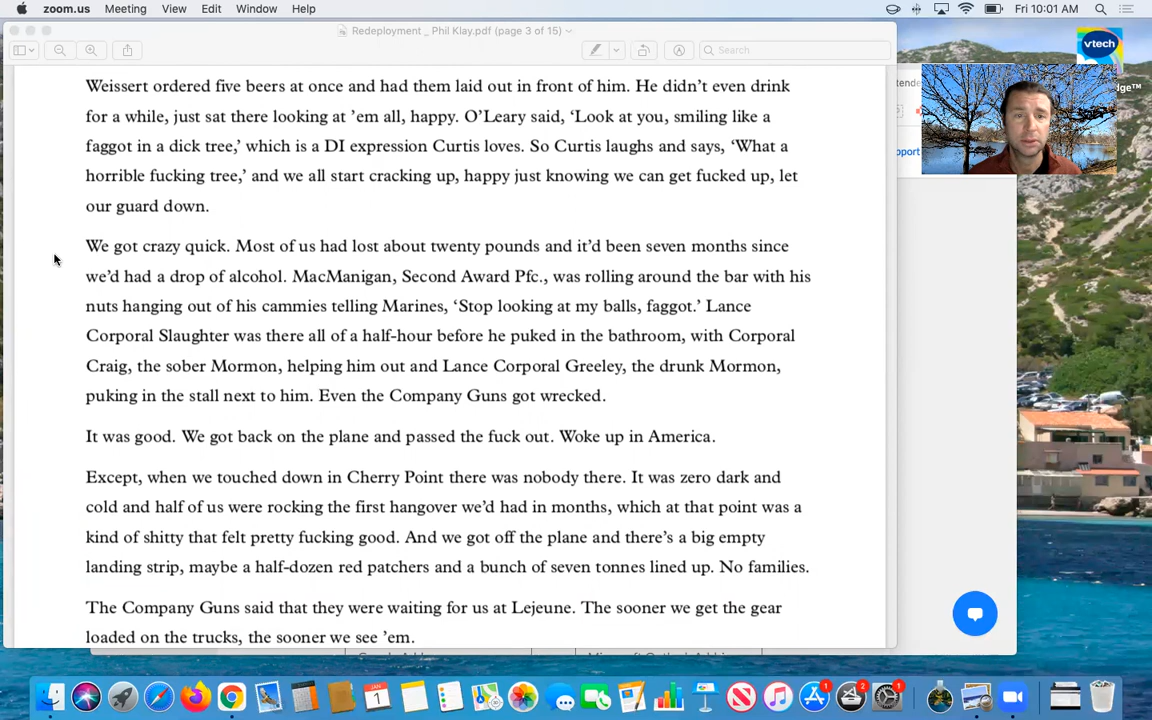 zoom.us Meeting View Edit Window Help Fri 10:01 AM
Redeployment _ Phil Klay.pdf (page 3 of 15)
Search
vtech
dge™
tende
pport
Weissert ordered five beers at once and had them laid out in front of him. He didn’t even drink
for a while, just sat there looking at ’em all, happy. O’Leary said, ‘Look at you, smiling like a
faggot in a dick tree,’ which is a DI expression Curtis loves. So Curtis laughs and says, ‘What a
horrible fucking tree,’ and we all start cracking up, happy just knowing we can get fucked up, let
our guard down.
We got crazy quick. Most of us had lost about twenty pounds and it’d been seven months since
we’d had a drop of alcohol. MacManigan, Second Award Pfc., was rolling around the bar with his
nuts hanging out of his cammies telling Marines, ‘Stop looking at my balls, faggot.’ Lance
Corporal Slaughter was there all of a half-hour before he puked in the bathroom, with Corporal
Craig, the sober Mormon, helping him out and Lance Corporal Greeley, the drunk Mormon,
puking in the stall next to him. Even the Company Guns got wrecked.
It was good. We got back on the plane and passed the fuck out. Woke up in America.
Except, when we touched down in Cherry Point there was nobody there. It was zero dark and
cold and half of us were rocking the first hangover we’d had in months, which at that point was a
kind of shitty that felt pretty fucking good. And we got off the plane and there’s a big empty
landing strip, maybe a half-dozen red patchers and a bunch of seven tonnes lined up. No families.
The Company Guns said that they were waiting for us at Lejeune. The sooner we get the gear
loaded on the trucks, the sooner we see ’em.
JAN
1
1
2
1